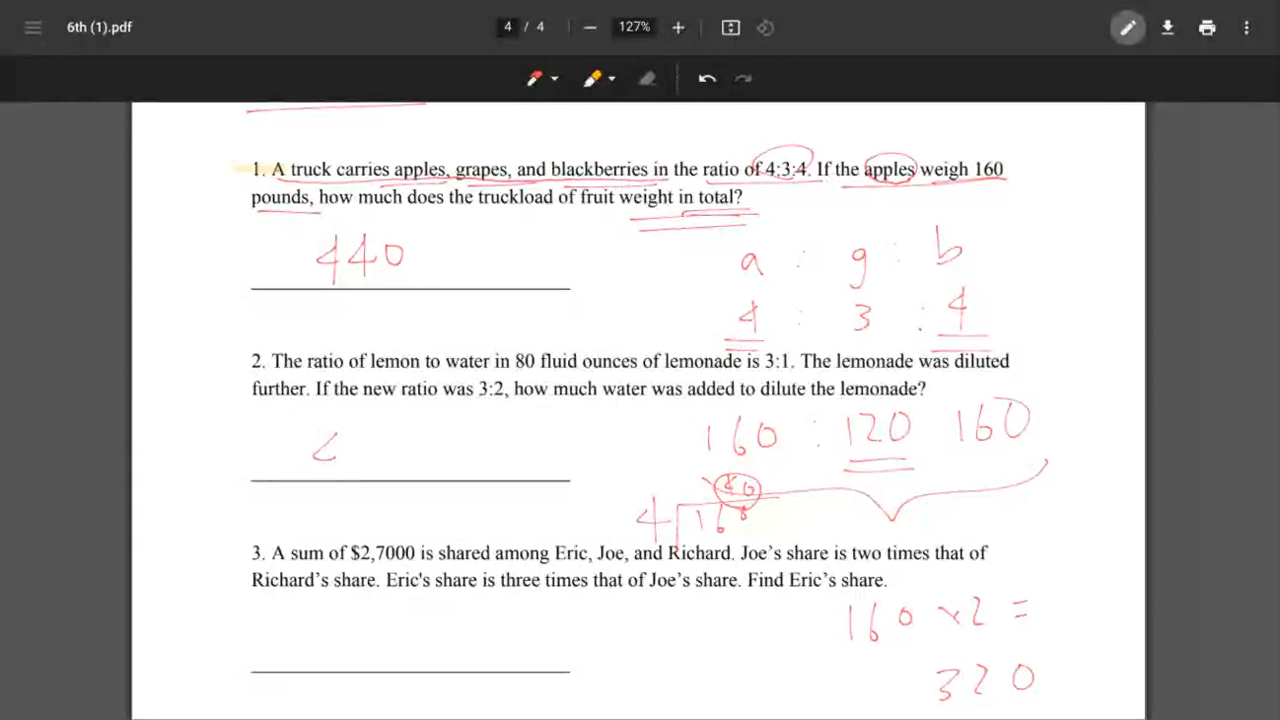 6th (1).pdf
4 / 4
127%
1. A truck carries apples, grapes, and blackberries in the ratio of 4:3:4. If the apples weigh 160
pounds, how much does the truckload of fruit weight in total?
440
a : g : b
4 : 3 : 4
2. The ratio of lemon to water in 80 fluid ounces of lemonade is 3:1. The lemonade was diluted
further. If the new ratio was 3:2, how much water was added to dilute the lemonade?
160 : 120 160
40
4 160
3. A sum of $2,7000 is shared among Eric, Joe, and Richard. Joe's share is two times that of
Richard's share. Eric's share is three times that of Joe's share. Find Eric's share.
160 x 2 =
320